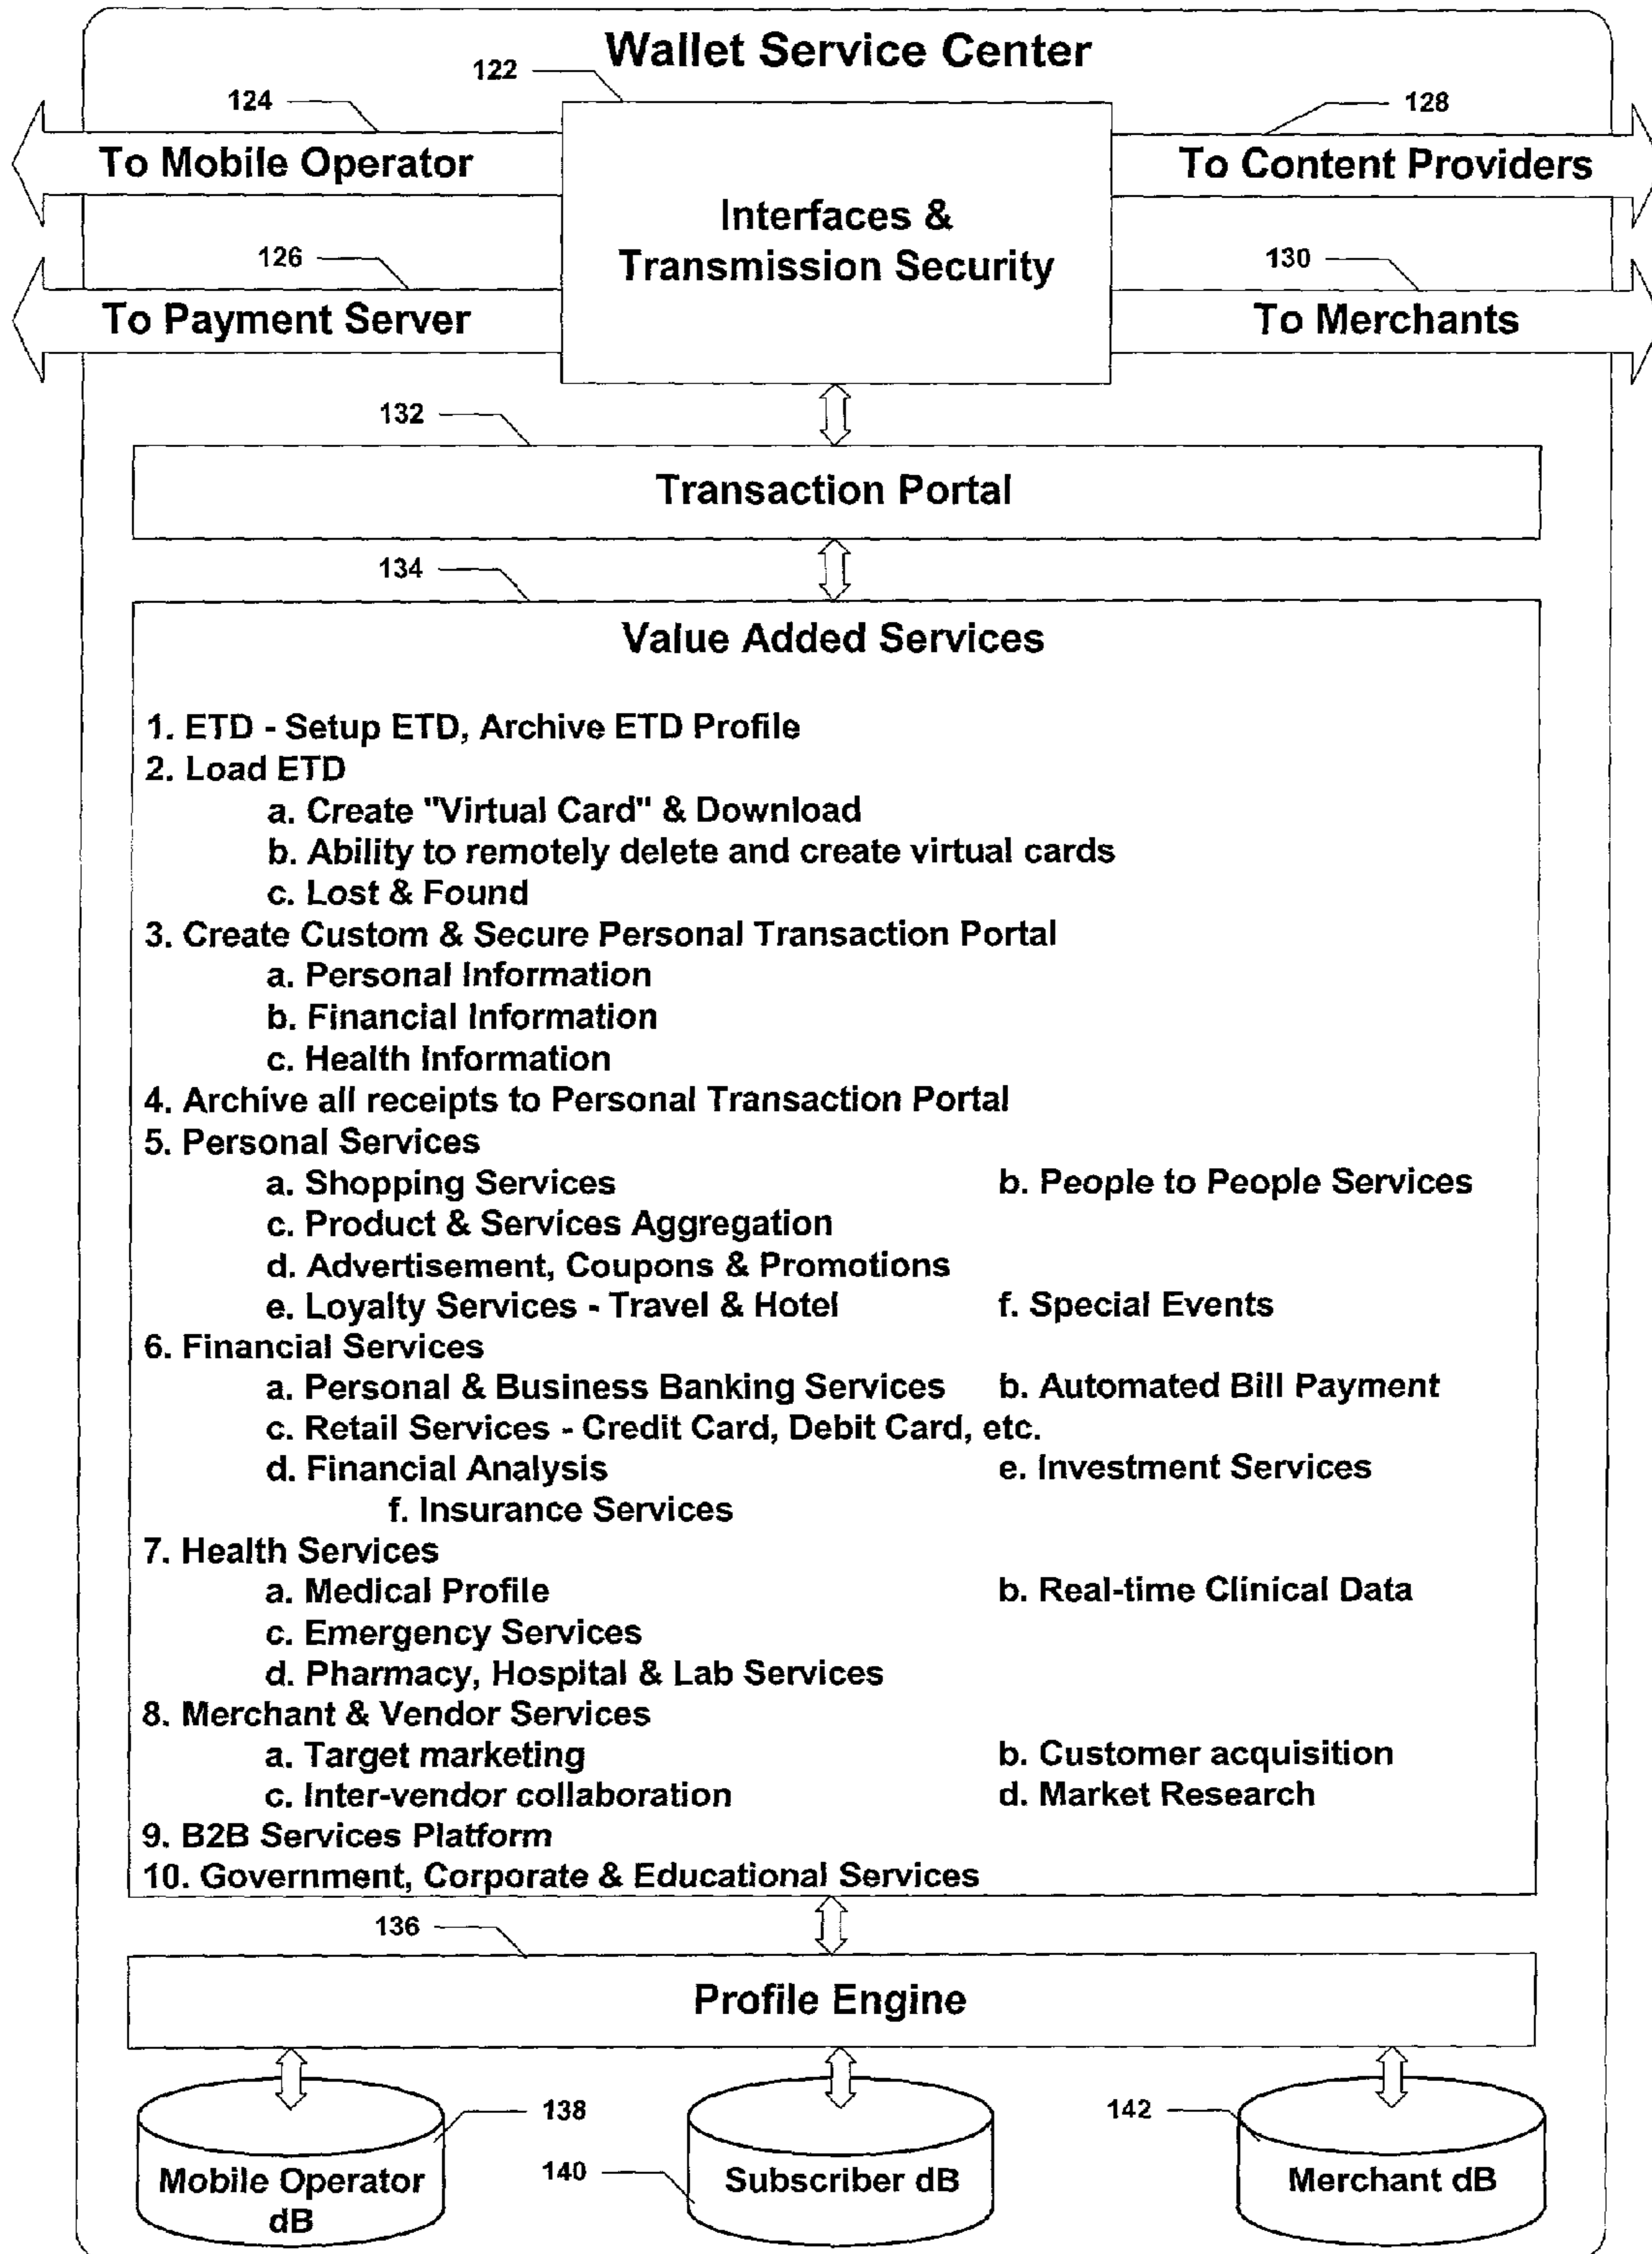 Wallet Service Center
122
124
128
To Mobile Operator
To Content Providers
Interfaces &
Transmission Security
126
130
To Payment Server
To Merchants
132
Transaction Portal
134
Value Added Services
1. ETD - Setup ETD, Archive ETD Profile
2. Load ETD
a. Create "Virtual Card" & Download
b. Ability to remotely delete and create virtual cards
c. Lost & Found
3. Create Custom & Secure Personal Transaction Portal
a. Personal Information
b. Financial Information
c. Health Information
4. Archive all receipts to Personal Transaction Portal
5. Personal Services
a. Shopping Services b. People to People Services
c. Product & Services Aggregation
d. Advertisement, Coupons & Promotions
e. Loyalty Services - Travel & Hotel f. Special Events
6. Financial Services
a. Personal & Business Banking Services b. Automated Bill Payment
c. Retail Services - Credit Card, Debit Card, etc.
d. Financial Analysis e. Investment Services
f. Insurance Services
7. Health Services
a. Medical Profile b. Real-time Clinical Data
c. Emergency Services
d. Pharmacy, Hospital & Lab Services
8. Merchant & Vendor Services
a. Target marketing b. Customer acquisition
c. Inter-vendor collaboration d. Market Research
9. B2B Services Platform
10. Government, Corporate & Educational Services
136
Profile Engine
138
142
140
Mobile Operator
dB
Subscriber dB
Merchant dB